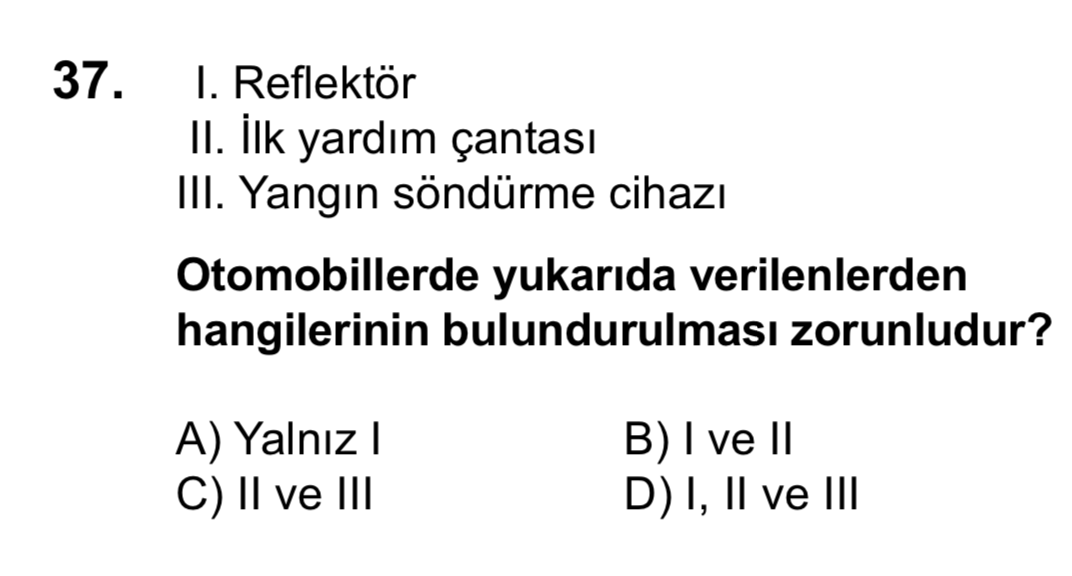 37. I. Reflektör
II. İlk yardım çantası
III. Yangın söndürme cihazı
Otomobillerde yukarıda verilenlerden
hangilerinin bulundurulması zorunludur?
A) Yalnız I B) I ve II
C) II ve III D) I, II ve III